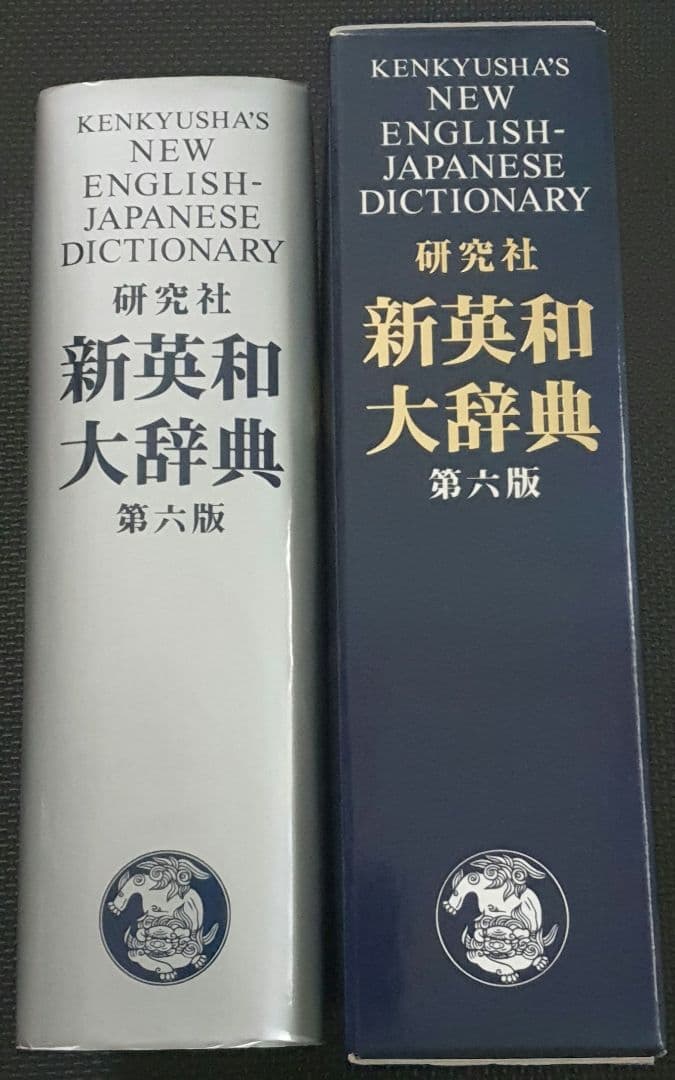 KENKYUSHA'S
NEW
ENGLISH-
JAPANESE
DICTIONARY
研究社
新英和
大辞典
第六版
KENKYUSHA'S
NEW
ENGLISH-
JAPANESE
DICTIONARY
研究社
新英和
大辞典
第六版